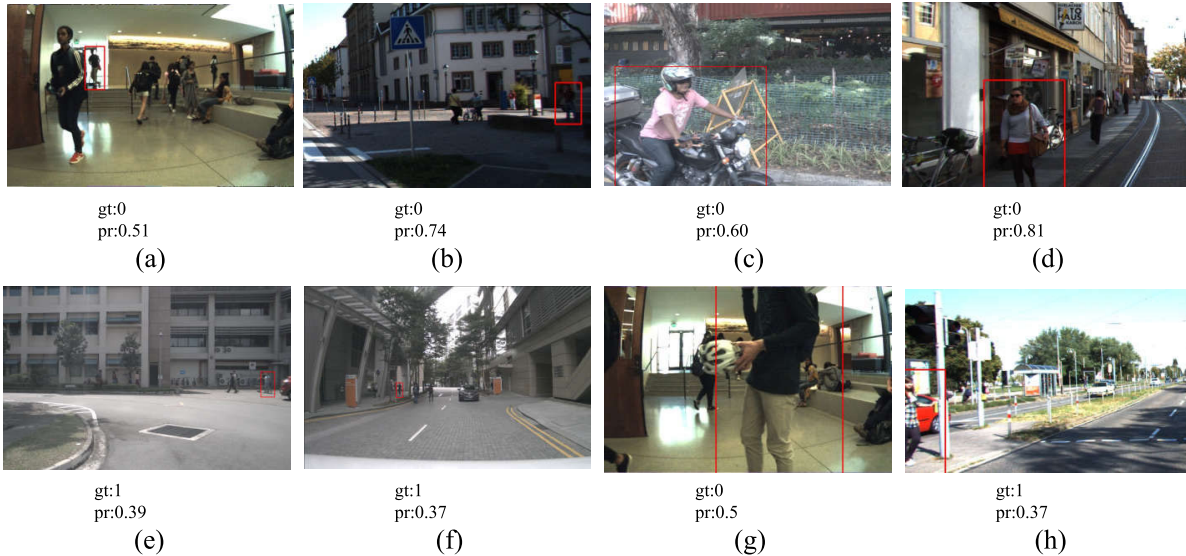 HATS
HAUS
gt:0
pr:0.51
(a)
gt:0
pr:0.74
(b)
gt:0
pr:0.60
(c)
gt:0
pr:0.81
(d)
gt:1
pr:0.39
(e)
gt:1
pr:0.37
(f)
gt:0
pr:0.5
(g)
gt:1
pr:0.37
(h)